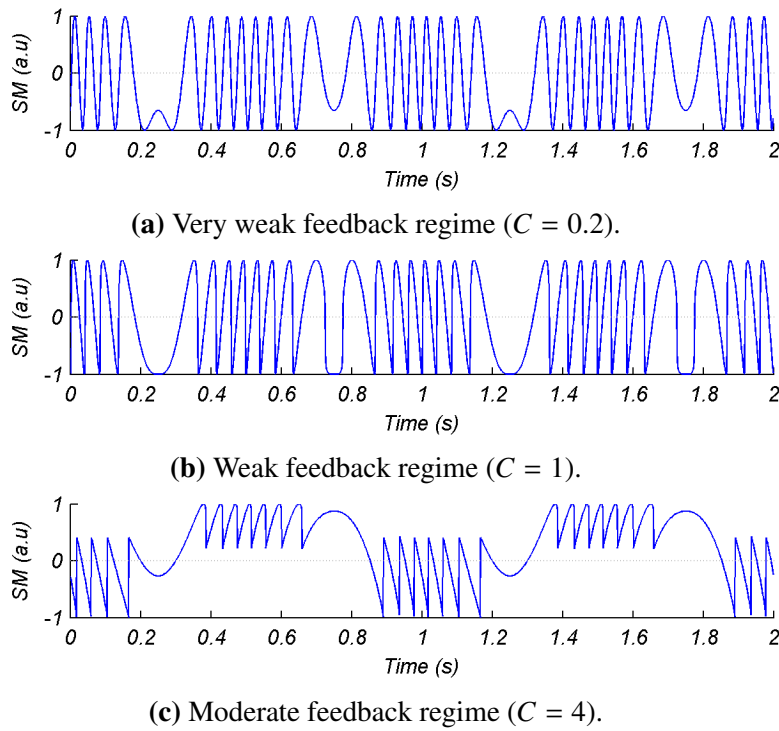 1
0
-1
SM (a.u)
0 0.2 0.4 0.6 0.8 1 1.2 1.4 1.6 1.8 2
Time (s)
(a) Very weak feedback regime (C = 0.2).
1
0
-1
SM (a.u)
0 0.2 0.4 0.6 0.8 1 1.2 1.4 1.6 1.8 2
Time (s)
(b) Weak feedback regime (C = 1).
1
0
-1
SM (a.u)
0 0.2 0.4 0.6 0.8 1 1.2 1.4 1.6 1.8 2
Time (s)
(c) Moderate feedback regime (C = 4).